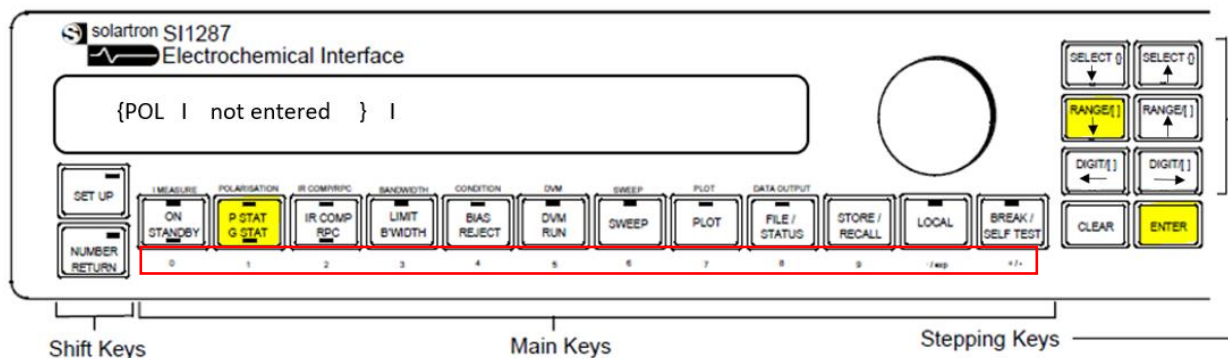 solartron SI1287
Electrochemical Interface
{POL I not entered } I
SELECT {} SELECT {}
RANGE/[ ] RANGE/[ ]
DIGIT/[ ] DIGIT/[ ]
CLEAR ENTER
SET UP
NUMBER RETURN
I MEASURE POLARISATION IR COMP/RPC BANDWIDTH CONDITION DVM SWEEP PLOT DATA OUTPUT
ON P STAT IR COMP LIMIT BIAS DVM SWEEP PLOT FILE / STORE / LOCAL BREAK /
STANDBY G STAT RPC B'WIDTH REJECT RUN STATUS RECALL SELF TEST
0 1 2 3 4 5 6 7 8 9 -/exp +/-
Shift Keys
Main Keys
Stepping Keys